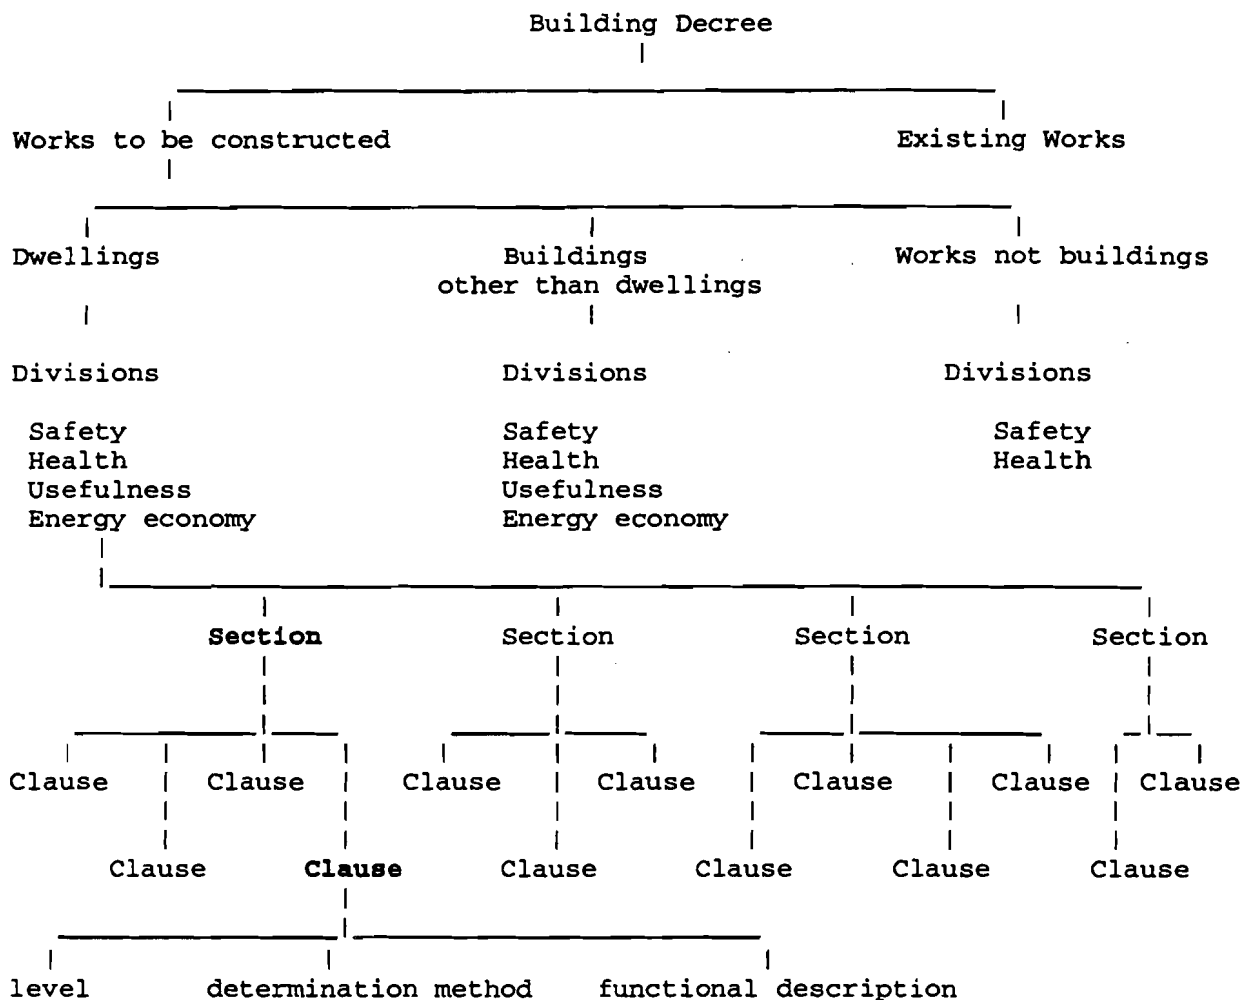 Building Decree
Works to be constructed Existing Works
Dwellings Buildings Works not buildings
other than dwellings
Divisions Divisions Divisions
Safety Safety Safety
Health Health Health
Usefulness Usefulness
Energy economy Energy economy
Section Section Section Section
Clause Clause Clause Clause Clause Clause Clause
Clause Clause Clause Clause Clause Clause
level determination method functional description